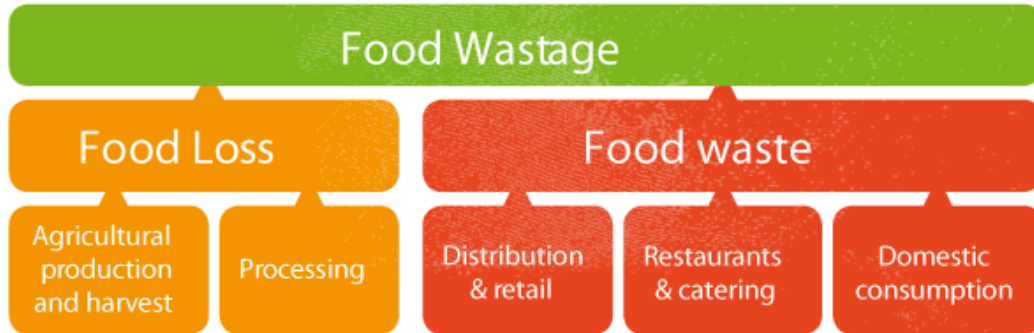 Food Wastage
Food Loss
Food waste
Agricultural
production
and harvest
Processing
Distribution
& retail
Restaurants
& catering
Domestic
consumption